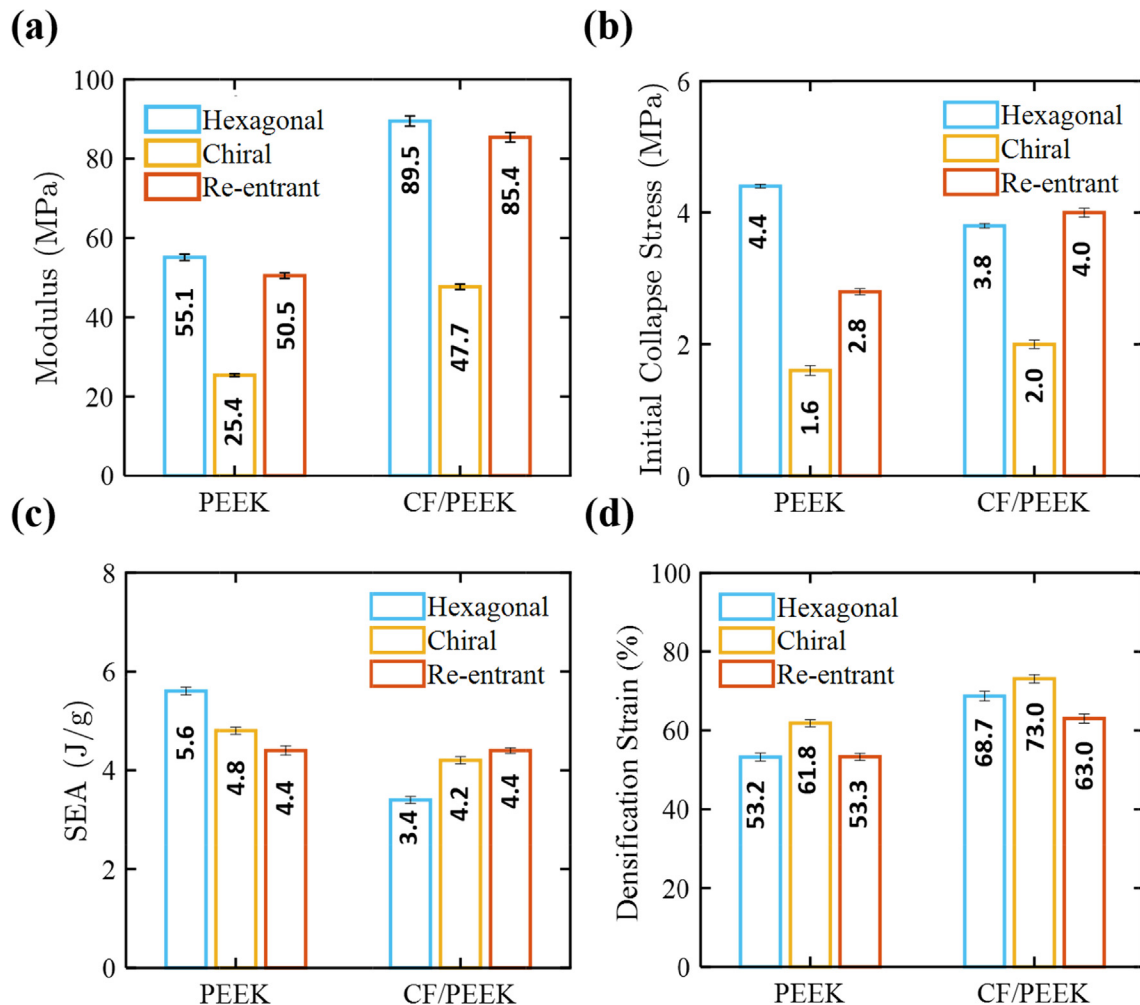 (a)
Modulus (MPa)
100
80
60
40
20
0
Hexagonal
Chiral
Re-entrant
55.1
25.4
50.5
89.5
47.7
85.4
PEEK
CF/PEEK
(b)
Initial Collapse Stress (MPa)
6
4
2
0
Hexagonal
Chiral
Re-entrant
4.4
1.6
2.8
3.8
2.0
4.0
PEEK
CF/PEEK
(c)
SEA (J/g)
8
6
4
2
0
Hexagonal
Chiral
Re-entrant
5.6
4.8
4.4
3.4
4.2
4.4
PEEK
CF/PEEK
(d)
Densification Strain (%)
100
80
60
40
20
0
Hexagonal
Chiral
Re-entrant
53.2
61.8
53.3
68.7
73.0
63.0
PEEK
CF/PEEK